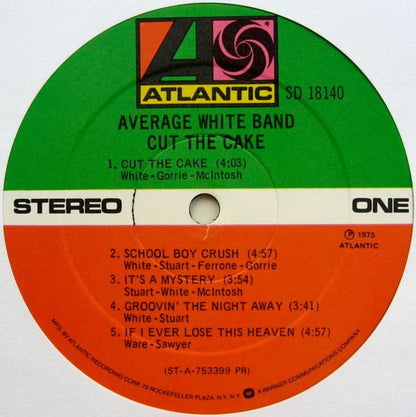 ATLANTIC SD 18140
AVERAGE WHITE BAND
CUT THE CAKE
1. CUT THE CAKE (4:03)
White - Gorrie - McIntosh
STEREO ONE
℗ 1975
ATLANTIC
2. SCHOOL BOY CRUSH (4:57)
White - Stuart - Ferrone - Gorrie
3. IT'S A MYSTERY (3:54)
Stuart - White - McIntosh
4. GROOVIN' THE NIGHT AWAY (3:41)
White - Stuart
5. IF I EVER LOSE THIS HEAVEN (4:57)
Ware - Sawyer
(ST-A-753399 PR)
MFG. BY ATLANTIC RECORDING CORP. 75 ROCKEFELLER PLAZA, N.Y., N.Y. A WARNER COMMUNICATIONS COMPANY